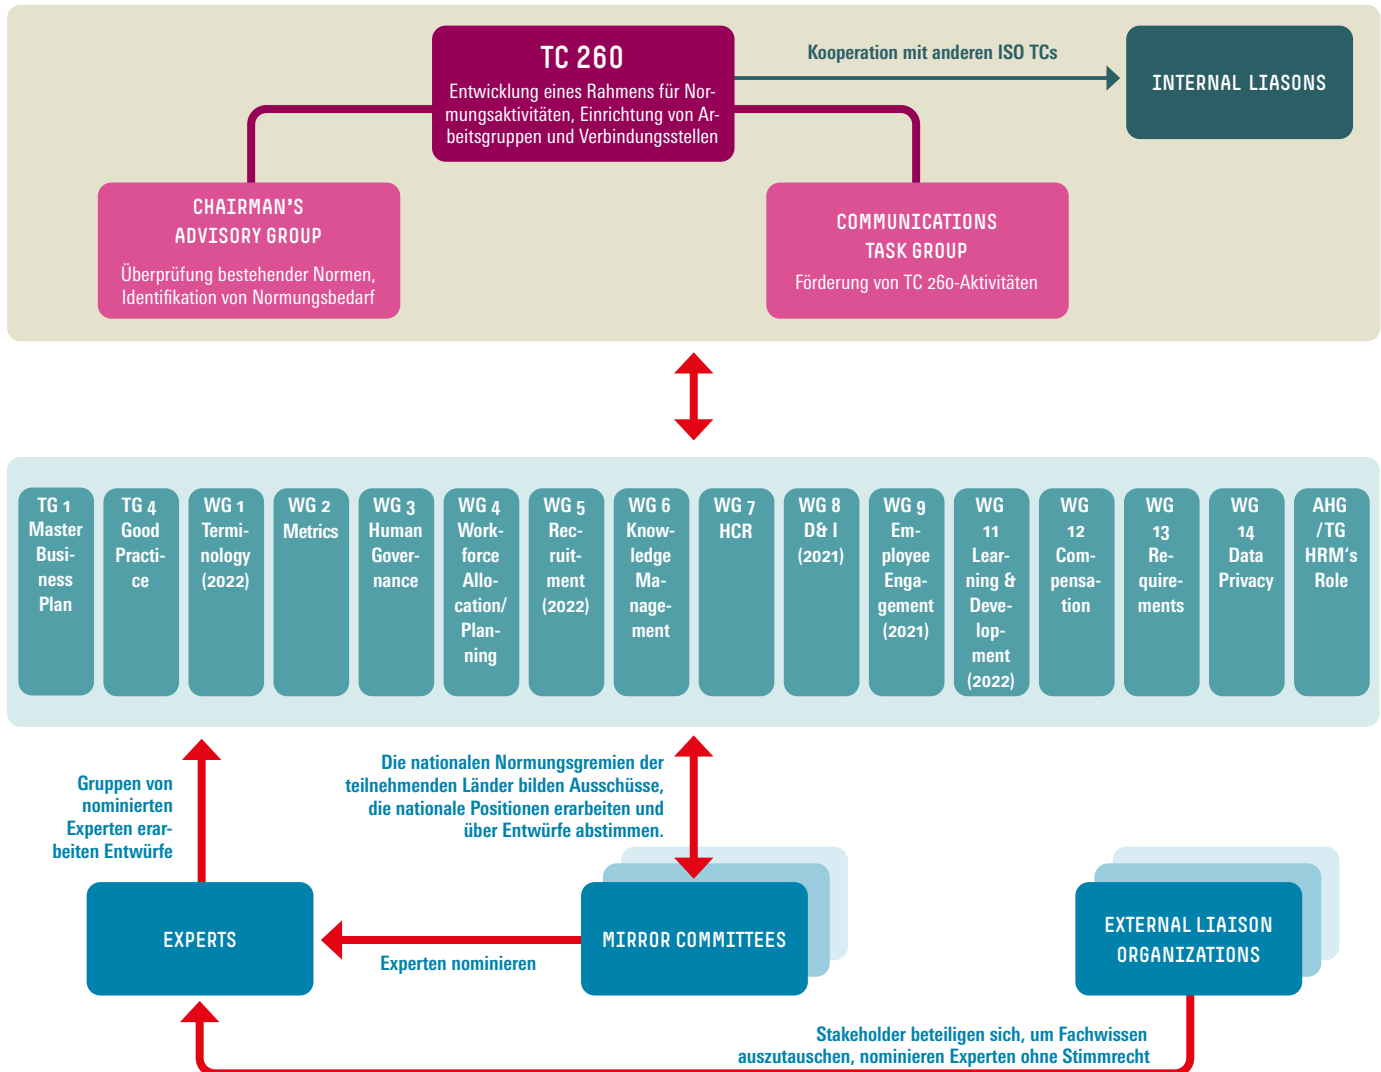 TC 260
Entwicklung eines Rahmens für Nor-
mungsaktivitäten, Einrichtung von Ar-
beitsgruppen und Verbindungsstellen
Kooperation mit anderen ISO TCs
INTERNAL LIASONS
CHAIRMAN'S
ADVISORY GROUP
Überprüfung bestehender Normen,
Identifikation von Normungsbedarf
COMMUNICATIONS
TASK GROUP
Förderung von TC 260-Aktivitäten
TG 1
Master
Busi-
ness
Plan
TG 4
Good
Practi-
ce
WG 1
Termi-
nology
(2022)
WG 2
Metrics
WG 3
Human
Gover-
nance
WG 4
Work-
force
Allo-
cation/
Plan-
ning
WG 5
Rec-
ruit-
ment
(2022)
WG 6
Know-
ledge
Ma-
nage-
ment
WG 7
HCR
WG 8
D& I
(2021)
WG 9
Em-
ployee
Enga-
gement
(2021)
WG
11
Lear-
ning &
Deve-
lop-
ment
(2022)
WG
12
Com-
pensa-
tion
WG
13
Re-
quire-
ments
WG
14
Data
Privacy
AHG
/ TG
HRM‘s
Role
Gruppen von
nominierten
Experten erar-
beiten Entwürfe
Die nationalen Normungsgremien der
teilnehmenden Länder bilden Ausschüsse,
die nationale Positionen erarbeiten und
über Entwürfe abstimmen.
EXPERTS
Experten nominieren
MIRROR COMMITTEES
EXTERNAL LIAISON
ORGANIZATIONS
Stakeholder beteiligen sich, um Fachwissen
auszutauschen, nominieren Experten ohne Stimmrecht